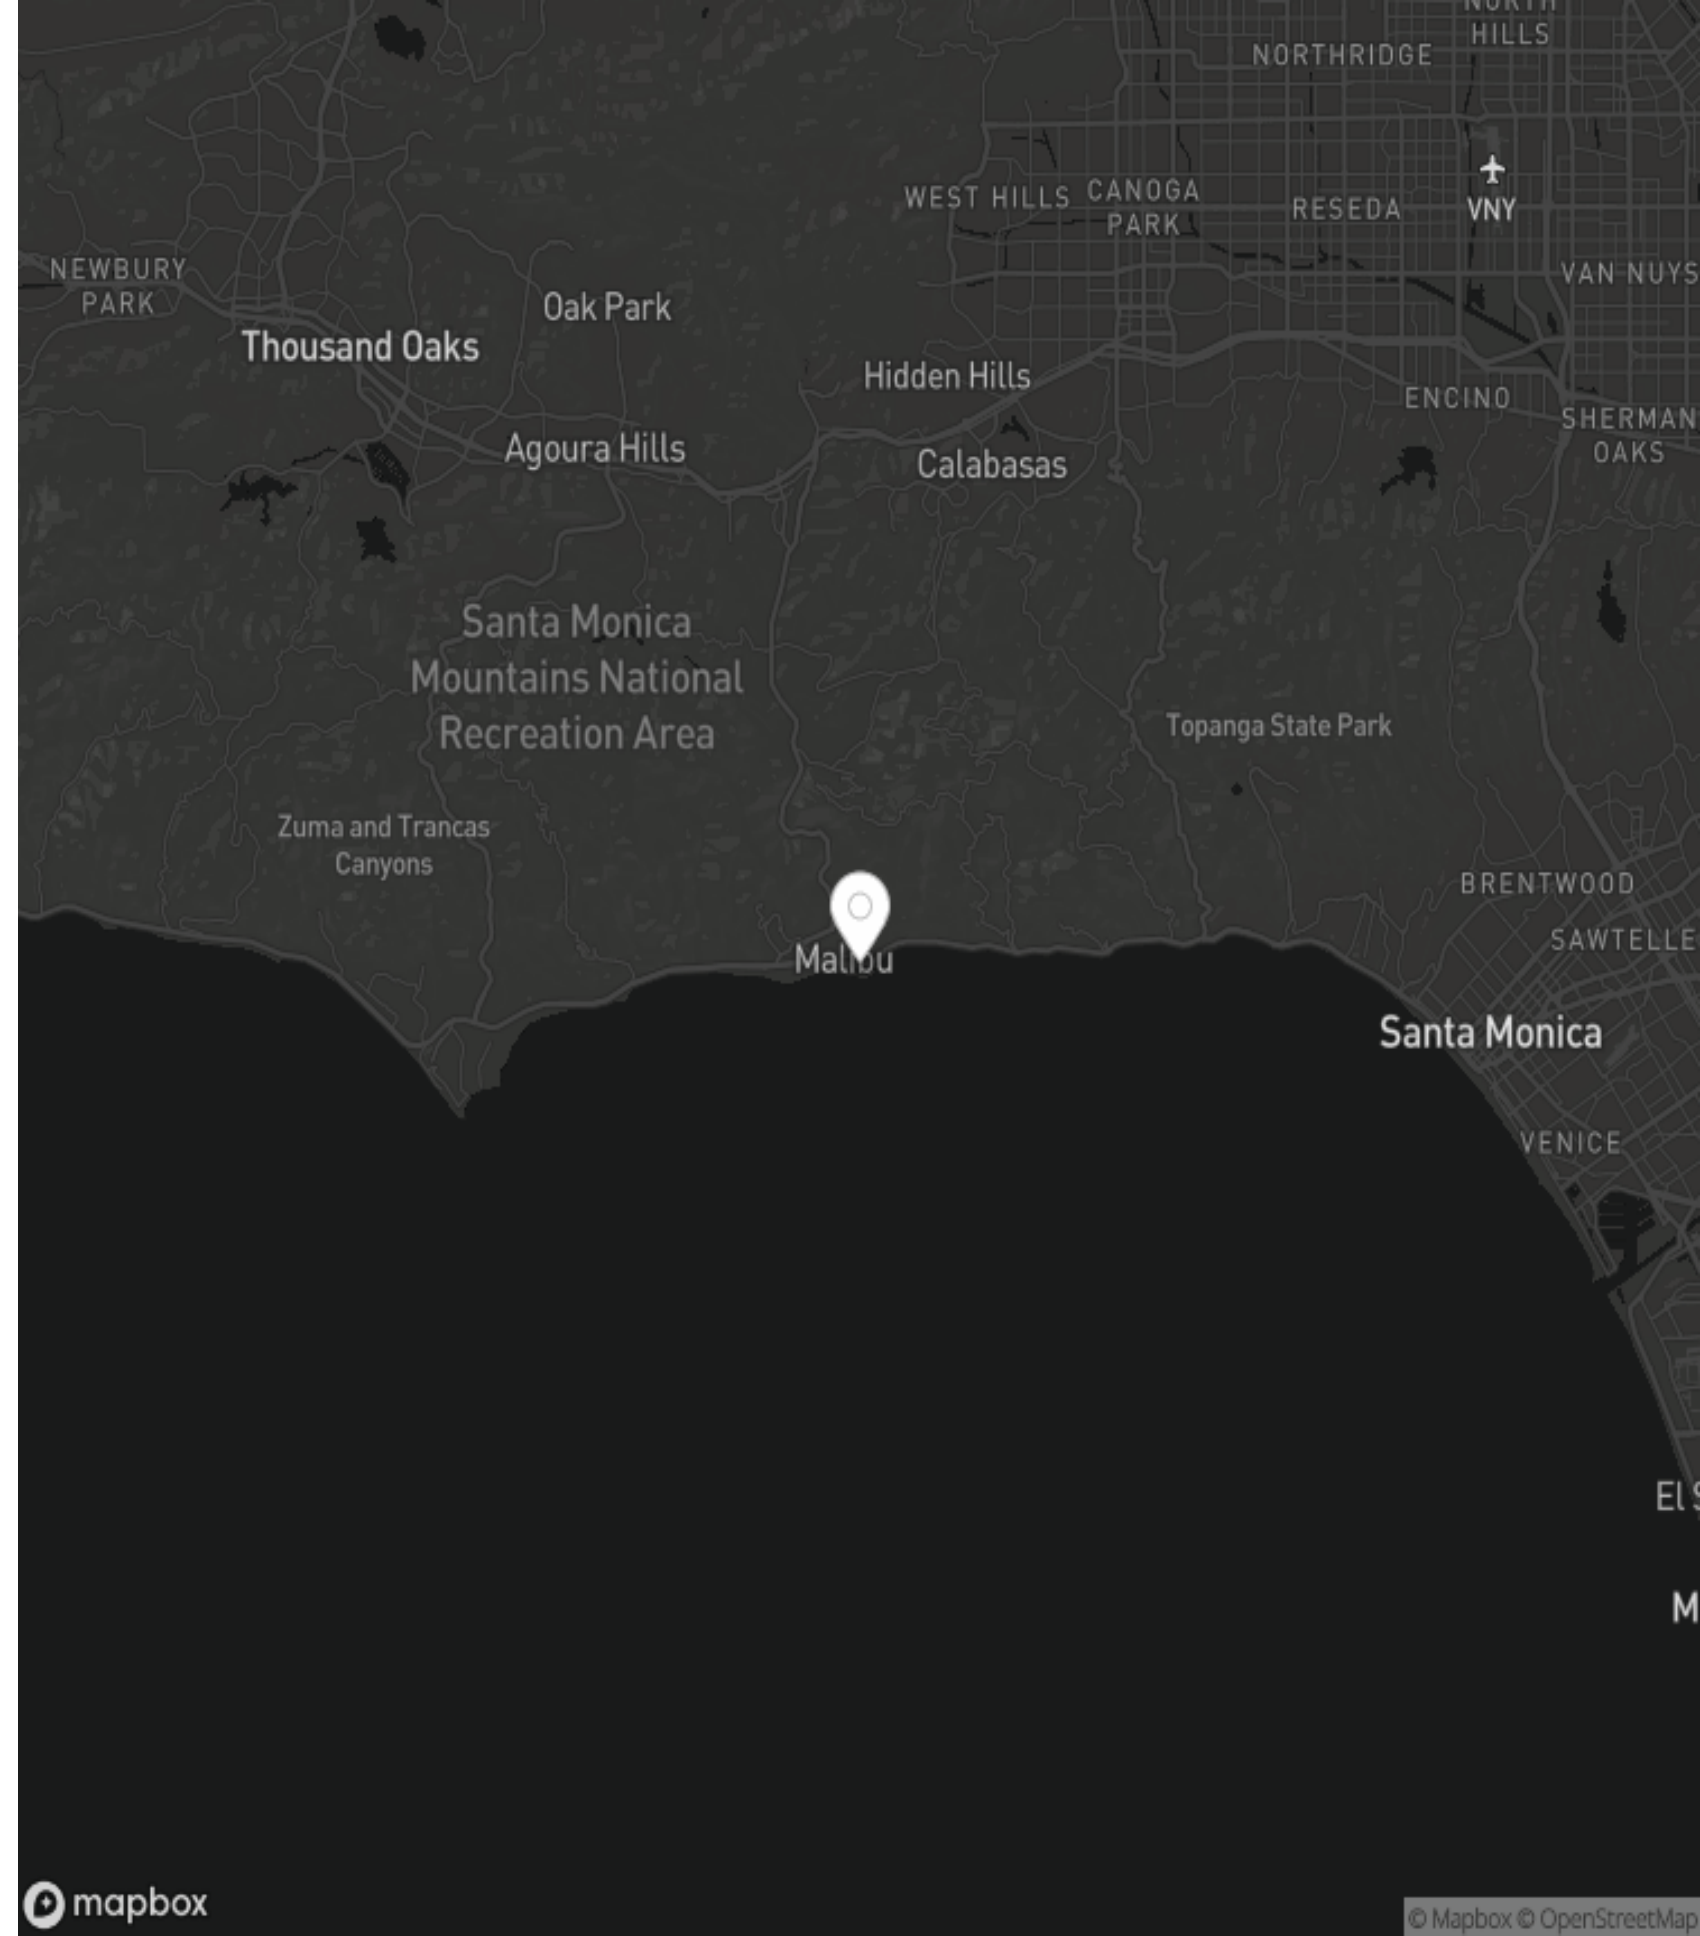 NORTH
HILLS
NORTHRIDGE
WEST HILLS
CANOGA
PARK
RESEDA
VNY
VAN NUYS
NEWBURY
PARK
Oak Park
Thousand Oaks
Hidden Hills
ENCINO
SHERMAN
OAKS
Agoura Hills
Calabasas
Santa Monica
Mountains National
Recreation Area
Topanga State Park
Zuma and Trancas
Canyons
BRENTWOOD
SAWTELLE
Malibu
Santa Monica
VENICE
El S
M
mapbox
© Mapbox © OpenStreetMap